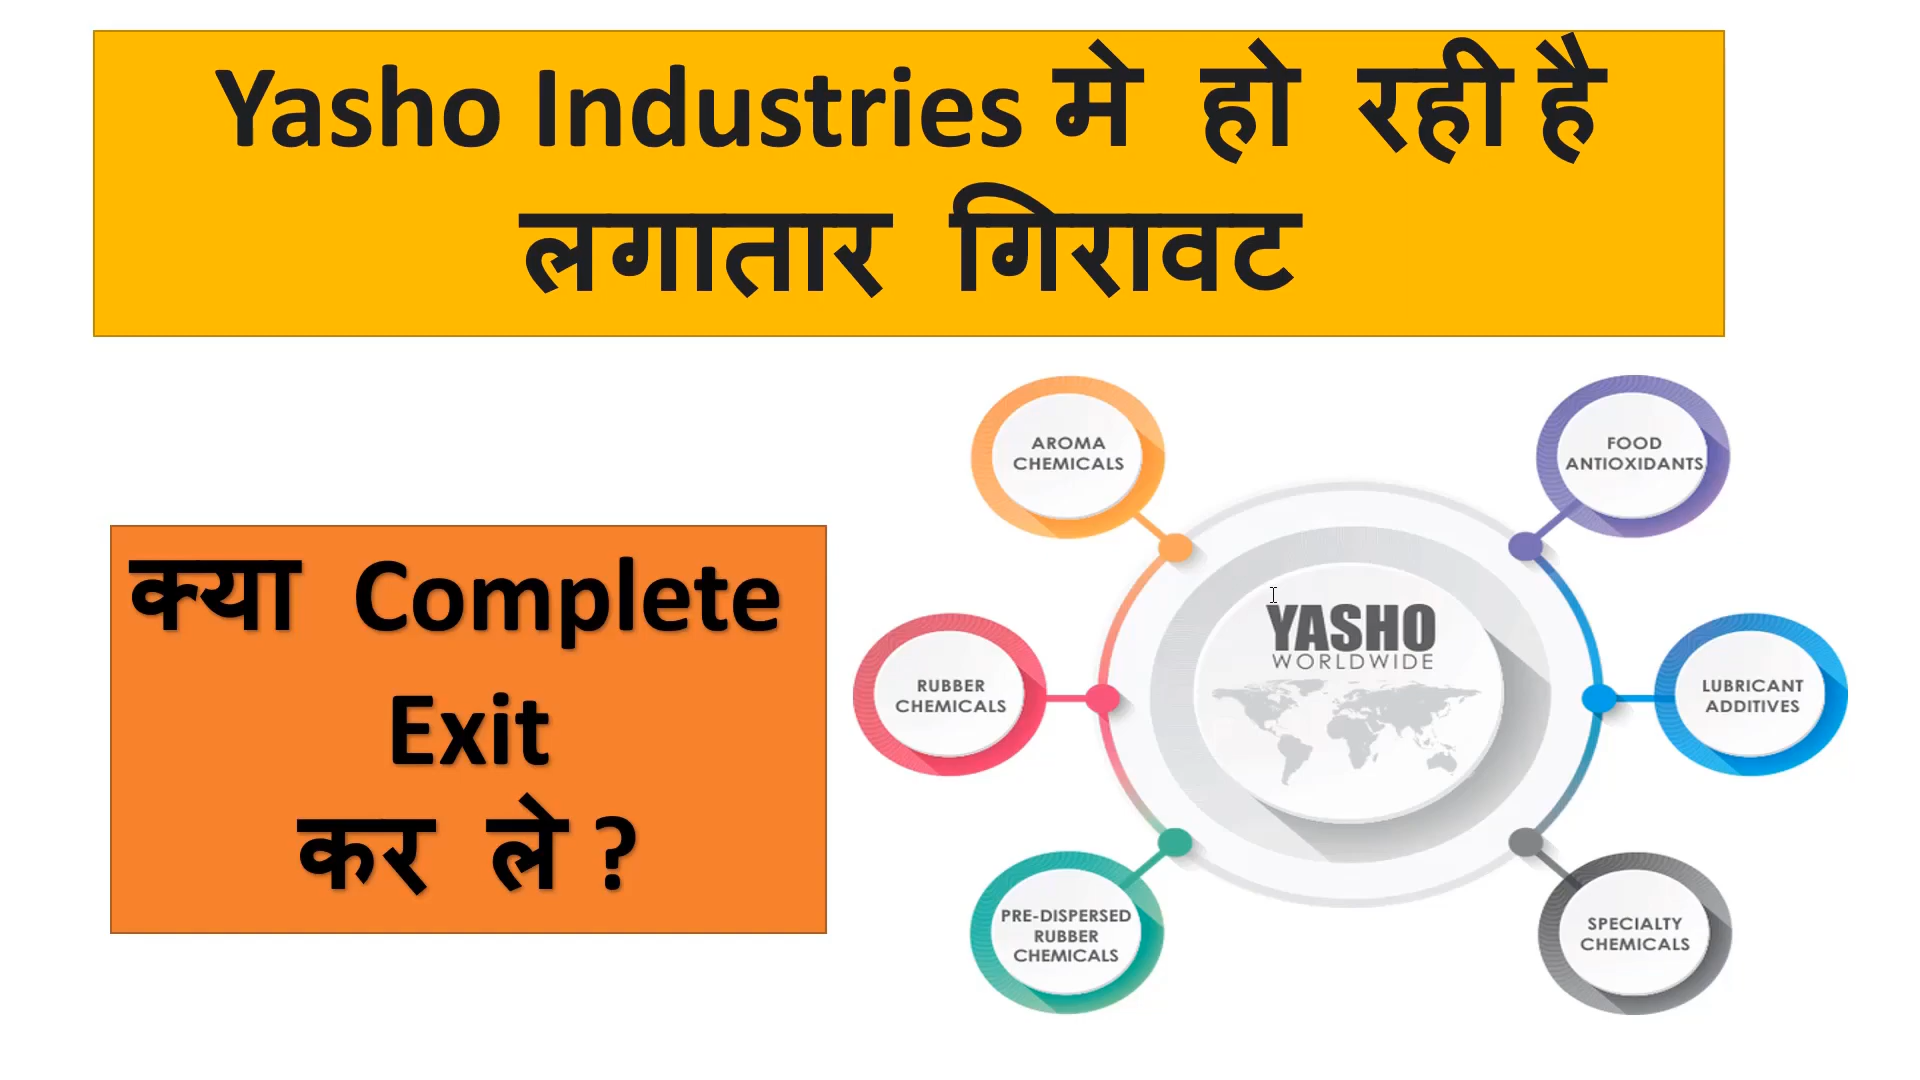 Yasho Industries मे हो रही है
लगातार गिरावट
क्या Complete
Exit
कर ले ?
AROMA
CHEMICALS
FOOD
ANTIOXIDANTS
YASHO
WORLDWIDE
RUBBER
CHEMICALS
LUBRICANT
ADDITIVES
PRE-DISPERSED
RUBBER
CHEMICALS
SPECIALTY
CHEMICALS